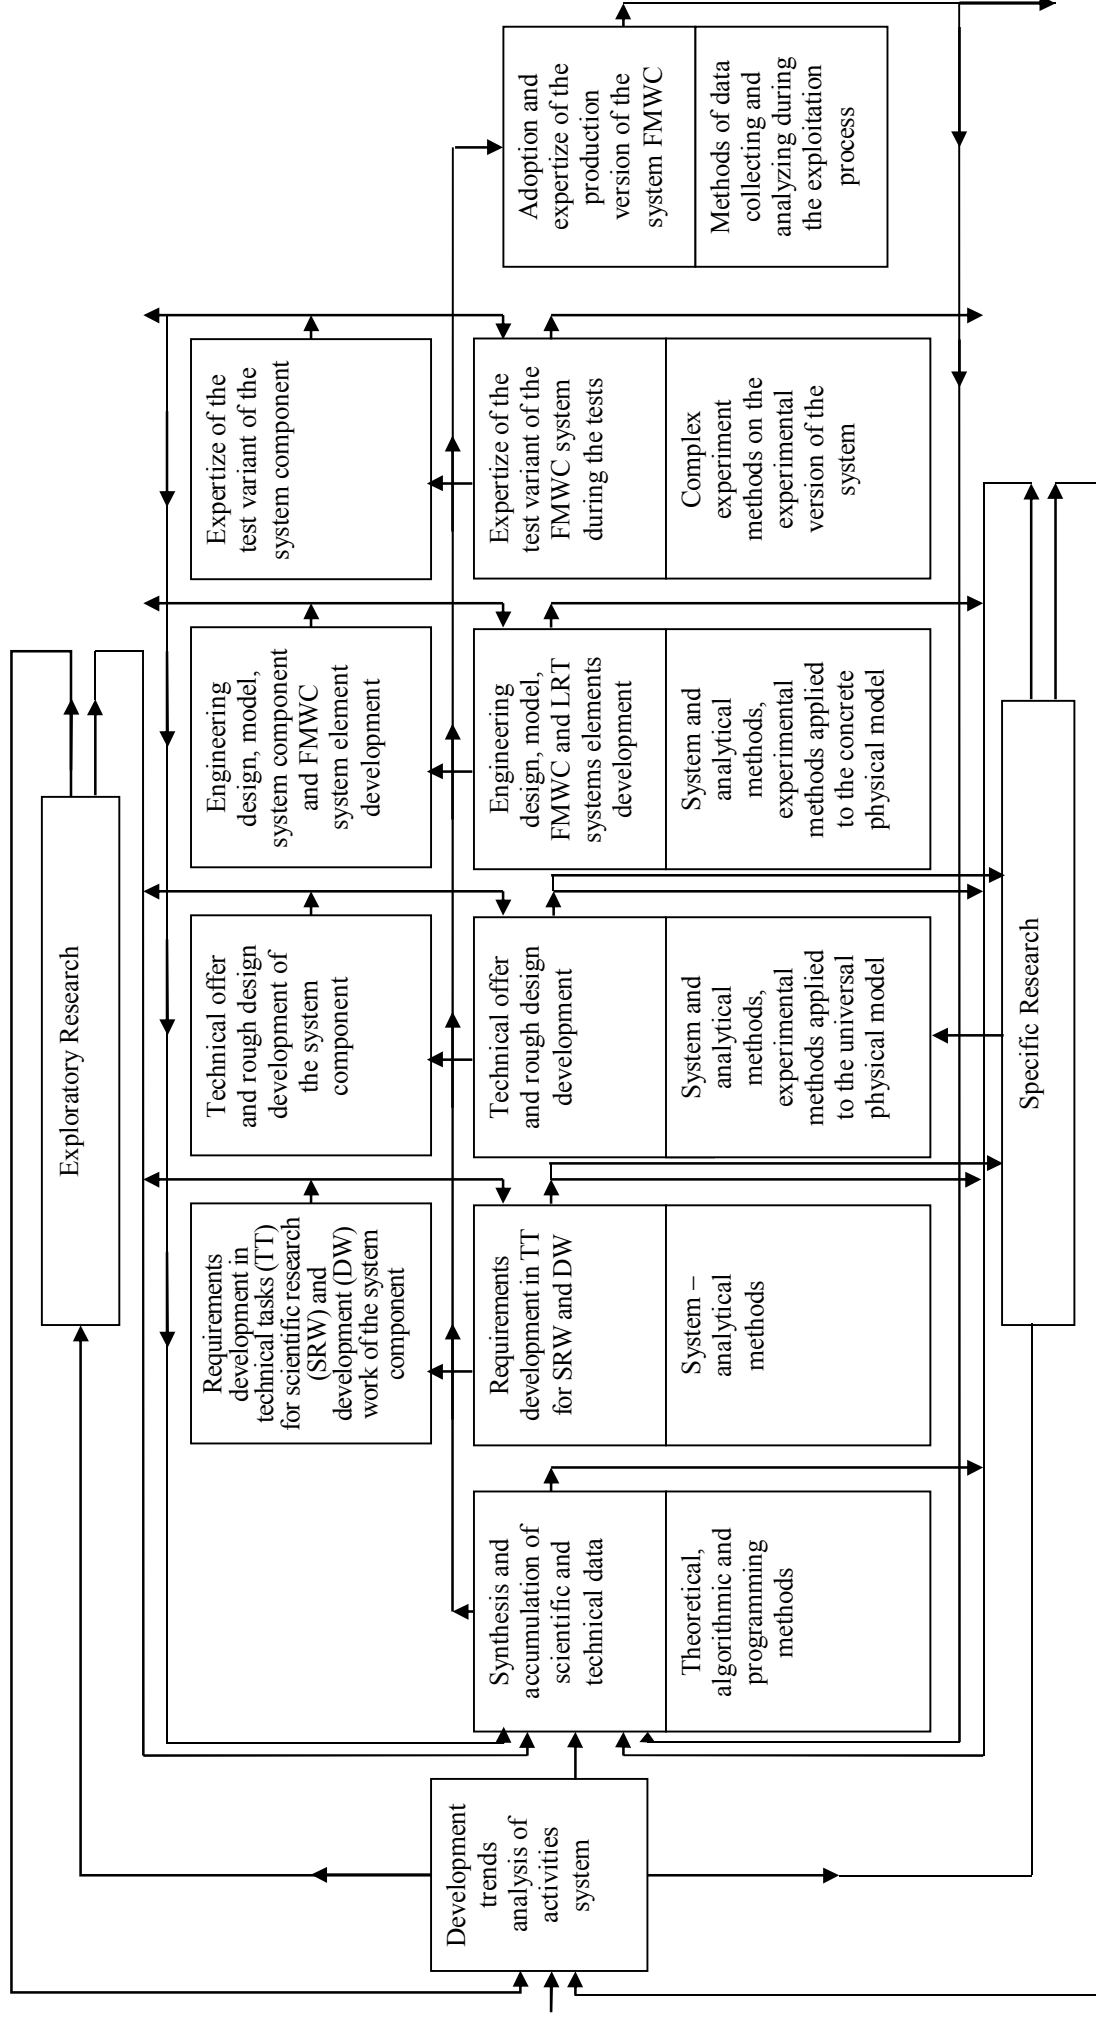 Exploratory Research
Development
trends
analysis of
activities
system
Requirements
development in
technical tasks (TT)
for scientific research
(SRW) and
development (DW)
work of the system
component
Technical offer
and rough design
development of
the system
component
Engineering
design, model,
system component
and FMWC
system element
development
Expertize of the
test variant of the
system component
Synthesis and
accumulation of
scientific and
technical data
Theoretical,
algorithmic and
programming
methods
Requirements
development in TT
for SRW and DW
System –
analytical
methods
Technical offer
and rough design
development
System and
analytical
methods,
experimental
methods applied
to the universal
physical model
Engineering
design, model,
FMWC and LRT
systems elements
development
System and
analytical
methods,
experimental
methods applied
to the concrete
physical model
Expertize of the
test variant of the
FMWC system
during the tests
Complex
experiment
methods on the
experimental
version of the
system
Adoption and
expertize of the
production
version of the
system FMWC
Methods of data
collecting and
analyzing during
the exploitation
process
Specific Research